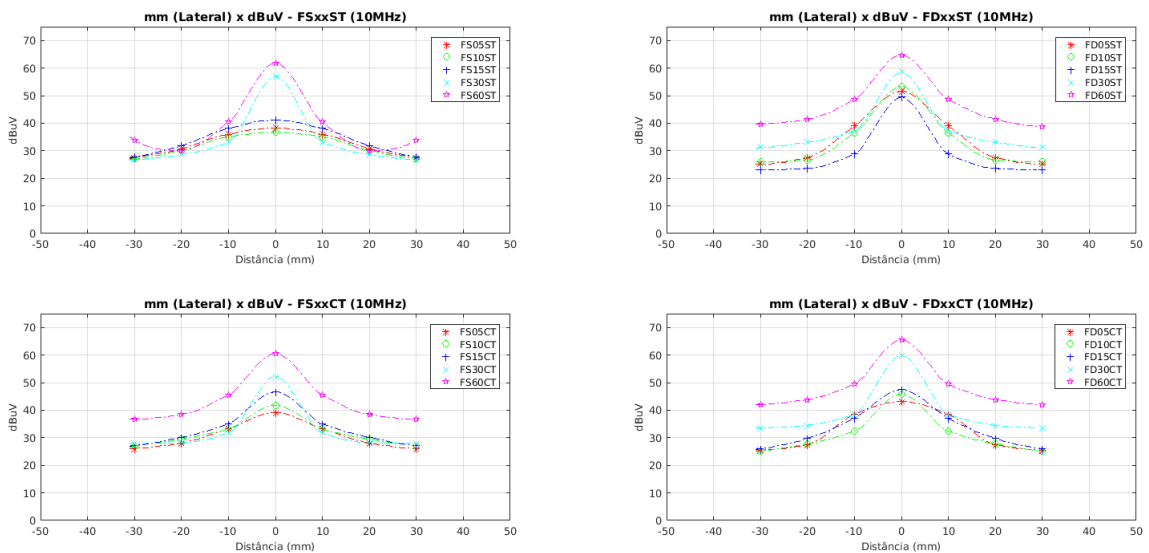 mm (Lateral) x dBuV - FSxxST (10MHz)
70
60
50
40
30
20
10
0
dBuV
-50 -40 -30 -20 -10 0 10 20 30 40 50
Distância (mm)
FS05ST
FS10ST
FS15ST
FS30ST
FS60ST
mm (Lateral) x dBuV - FDxxST (10MHz)
70
60
50
40
30
20
10
0
dBuV
-50 -40 -30 -20 -10 0 10 20 30 40 50
Distância (mm)
FD05ST
FD10ST
FD15ST
FD30ST
FD60ST
mm (Lateral) x dBuV - FSxxCT (10MHz)
70
60
50
40
30
20
10
0
dBuV
-50 -40 -30 -20 -10 0 10 20 30 40 50
Distância (mm)
FS05CT
FS10CT
FS15CT
FS30CT
FS60CT
mm (Lateral) x dBuV - FDxxCT (10MHz)
70
60
50
40
30
20
10
0
dBuV
-50 -40 -30 -20 -10 0 10 20 30 40 50
Distância (mm)
FD05CT
FD10CT
FD15CT
FD30CT
FD60CT